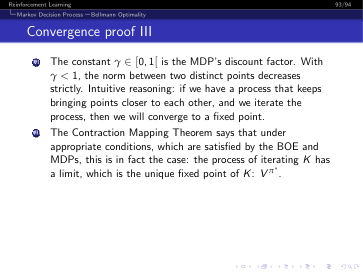 Reinforcement Learning 93/94
Markov Decision Process — Bellmann Optimality
Convergence proof III
The constant γ ∈ [0, 1[ is the MDP's discount factor. With
γ < 1, the norm between two distinct points decreases
strictly. Intuitive reasoning: if we have a process that keeps
bringing points closer to each other, and we iterate the
process, then we will converge to a fixed point.
The Contraction Mapping Theorem says that under
appropriate conditions, which are satisfied by the BOE and
MDPs, this is in fact the case: the process of iterating K has
a limit, which is the unique fixed point of K: V^{π*}.